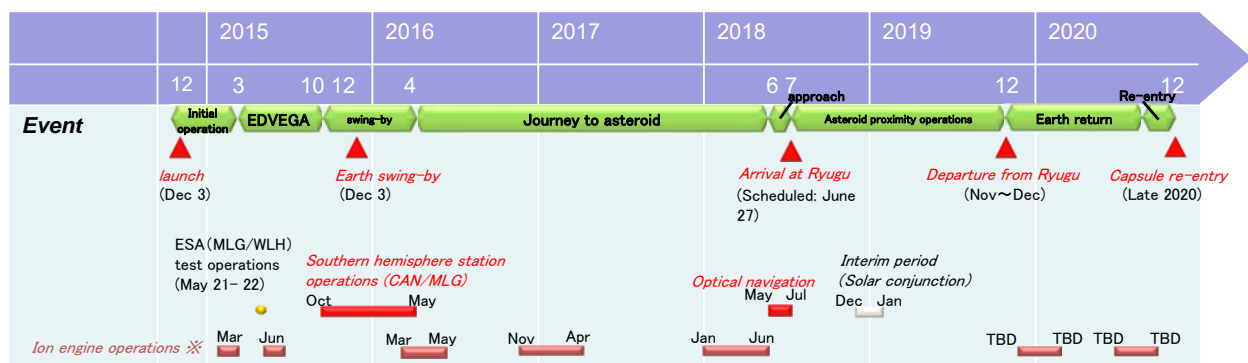 2015 2016 2017 2018 2019 2020
12 3 10 12 4 6 7 12 12
Event
Initial operation
EDVEGA
swing-by
Journey to asteroid
approach
Asteroid proximity operations
Earth return
Re-entry
launch
(Dec 3)
Earth swing-by
(Dec 3)
Arrival at Ryugu
(Scheduled: June
27)
Departure from Ryugu
(Nov～Dec)
Capsule re-entry
(Late 2020)
ESA(MLG/WLH)
test operations
(May 21- 22)
Southern hemisphere station
operations (CAN/MLG)
Oct May
Optical navigation
May Jul
Interim period
(Solar conjunction)
Dec Jan
Ion engine operations ※
Mar Jun Mar May Nov Apr Jan Jun TBD TBD TBD TBD